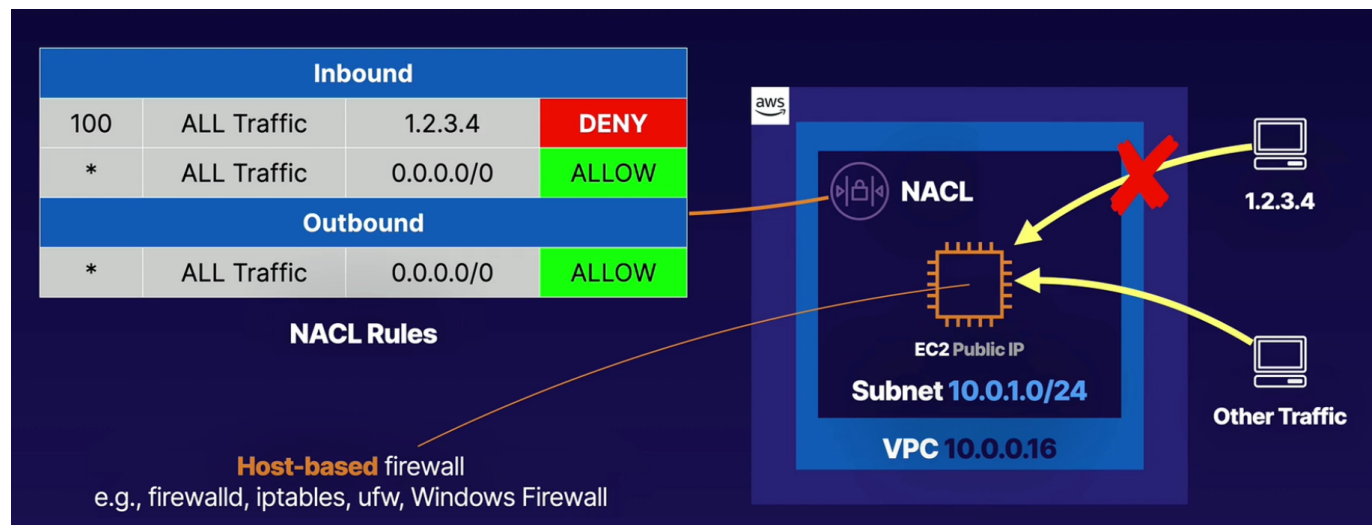 Inbound
100 ALL Traffic 1.2.3.4 DENY
* ALL Traffic 0.0.0.0/0 ALLOW
Outbound
* ALL Traffic 0.0.0.0/0 ALLOW
NACL Rules
Host-based firewall
e.g., firewalld, iptables, ufw, Windows Firewall
aws
NACL
EC2 Public IP
Subnet 10.0.1.0/24
VPC 10.0.0.16
1.2.3.4
Other Traffic